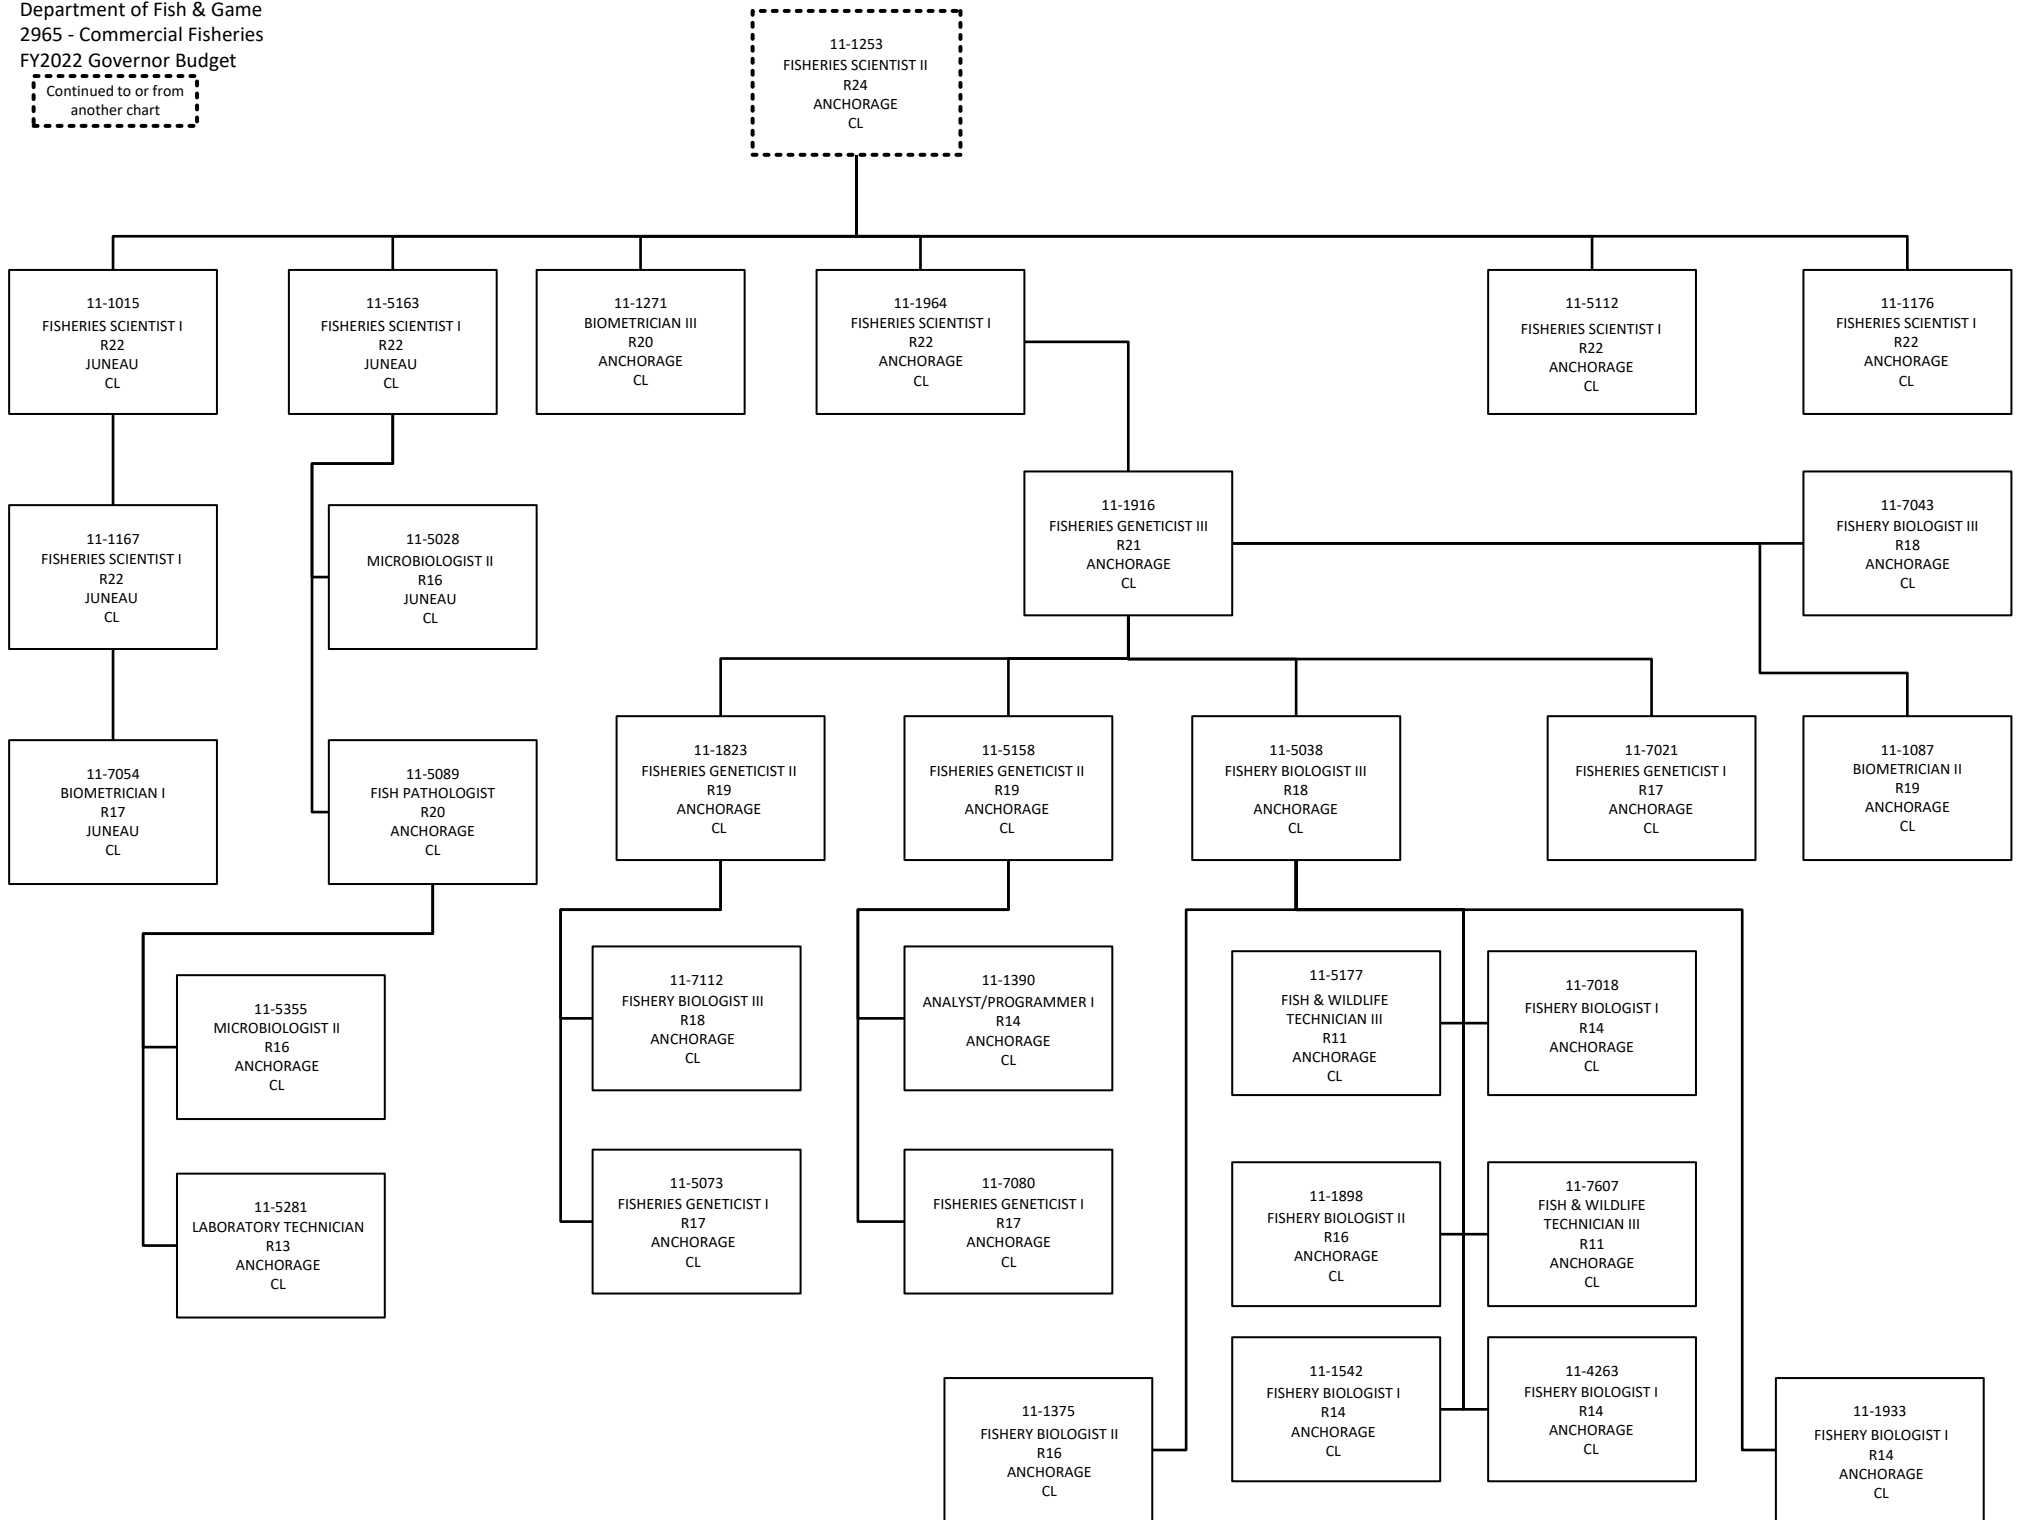 Department of Fish & Game
2965 - Commercial Fisheries
FY2022 Governor Budget
Continued to or from
another chart
11-1253
FISHERIES SCIENTIST II
R24
ANCHORAGE
CL
11-1015
FISHERIES SCIENTIST I
R22
JUNEAU
CL
11-5163
FISHERIES SCIENTIST I
R22
JUNEAU
CL
11-1271
BIOMETRICIAN III
R20
ANCHORAGE
CL
11-1964
FISHERIES SCIENTIST I
R22
ANCHORAGE
CL
11-5112
FISHERIES SCIENTIST I
R22
ANCHORAGE
CL
11-1176
FISHERIES SCIENTIST I
R22
ANCHORAGE
CL
11-1167
FISHERIES SCIENTIST I
R22
JUNEAU
CL
11-5028
MICROBIOLOGIST II
R16
JUNEAU
CL
11-1916
FISHERIES GENETICIST III
R21
ANCHORAGE
CL
11-7043
FISHERY BIOLOGIST III
R18
ANCHORAGE
CL
11-7054
BIOMETRICIAN I
R17
JUNEAU
CL
11-5089
FISH PATHOLOGIST
R20
ANCHORAGE
CL
11-1823
FISHERIES GENETICIST II
R19
ANCHORAGE
CL
11-5158
FISHERIES GENETICIST II
R19
ANCHORAGE
CL
11-5038
FISHERY BIOLOGIST III
R18
ANCHORAGE
CL
11-7021
FISHERIES GENETICIST I
R17
ANCHORAGE
CL
11-1087
BIOMETRICIAN II
R19
ANCHORAGE
CL
11-5355
MICROBIOLOGIST II
R16
ANCHORAGE
CL
11-7112
FISHERY BIOLOGIST III
R18
ANCHORAGE
CL
11-1390
ANALYST/PROGRAMMER I
R14
ANCHORAGE
CL
11-5177
FISH & WILDLIFE
TECHNICIAN III
R11
ANCHORAGE
CL
11-7018
FISHERY BIOLOGIST I
R14
ANCHORAGE
CL
11-5281
LABORATORY TECHNICIAN
R13
ANCHORAGE
CL
11-5073
FISHERIES GENETICIST I
R17
ANCHORAGE
CL
11-7080
FISHERIES GENETICIST I
R17
ANCHORAGE
CL
11-1898
FISHERY BIOLOGIST II
R16
ANCHORAGE
CL
11-7607
FISH & WILDLIFE
TECHNICIAN III
R11
ANCHORAGE
CL
11-1375
FISHERY BIOLOGIST II
R16
ANCHORAGE
CL
11-1542
FISHERY BIOLOGIST I
R14
ANCHORAGE
CL
11-4263
FISHERY BIOLOGIST I
R14
ANCHORAGE
CL
11-1933
FISHERY BIOLOGIST I
R14
ANCHORAGE
CL